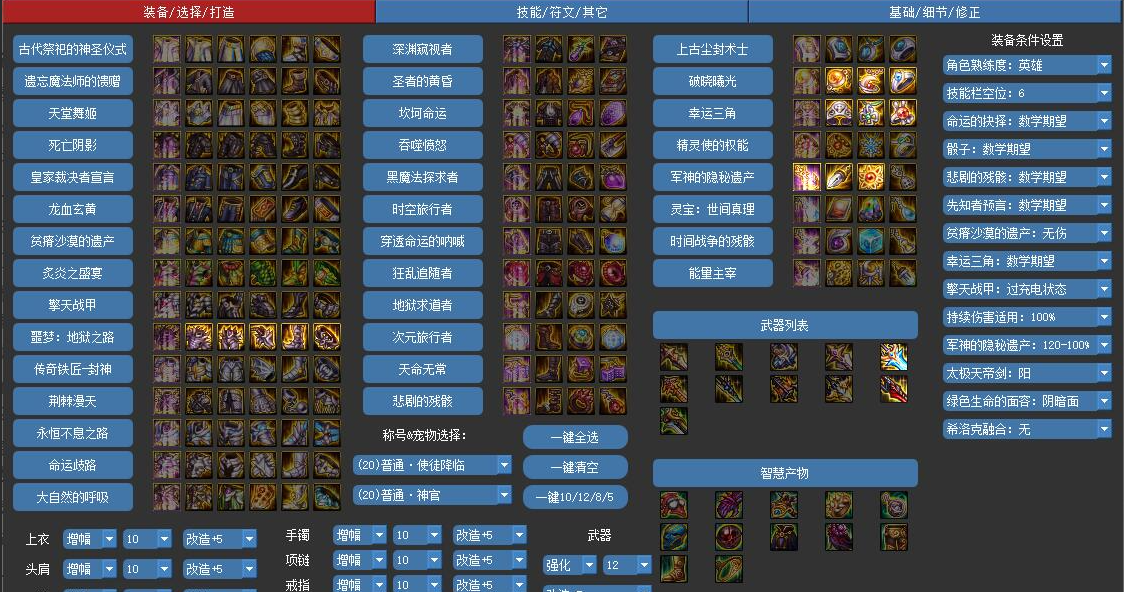 装备/选择/打造
技能/符文/其它
基础/细节/修正
古代祭祀的神圣仪式
遗忘魔法师的馈赠
天堂舞姬
死亡阴影
皇家裁决者宣言
龙血玄黄
贫瘠沙漠的遗产
炙炎之盛宴
擎天战甲
噩梦：地狱之路
传奇铁匠-封神
荆棘漫天
永恒不息之路
命运歧路
大自然的呼吸
深渊窥视者
圣者的黄昏
坎坷命运
吞噬愤怒
黑魔法探求者
时空旅行者
穿透命运的呐喊
狂乱追随者
地狱求道者
次元旅行者
天命无常
悲剧的残骸
称号&宠物选择：
(20)普通·使徒降临
(20)普通·神官
一键全选
一键清空
一键10/12/8/5
上古尘封术士
破晓曦光
幸运三角
精灵使的权能
军神的隐秘遗产
灵宝：世间真理
时间战争的残骸
能量主宰
武器列表
智慧产物
装备条件设置
角色熟练度：英雄
技能栏空位：6
命运的抉择：数学期望
骰子：数学期望
悲剧的残骸：数学期望
先知者预言：数学期望
贫瘠沙漠的遗产：无伤
幸运三角：数学期望
擎天战甲：过充电状态
持续伤害适用：100%
军神的隐秘遗产：120-100%
太极天帝剑：阳
绿色生命的面容：阴暗面
希洛克融合：无
上衣 增幅 10 改造+5
头肩 增幅 10 改造+5
手镯 增幅 10 改造+5
项链 增幅 10 改造+5
戒指 增幅 10 改造+5
武器
强化 12